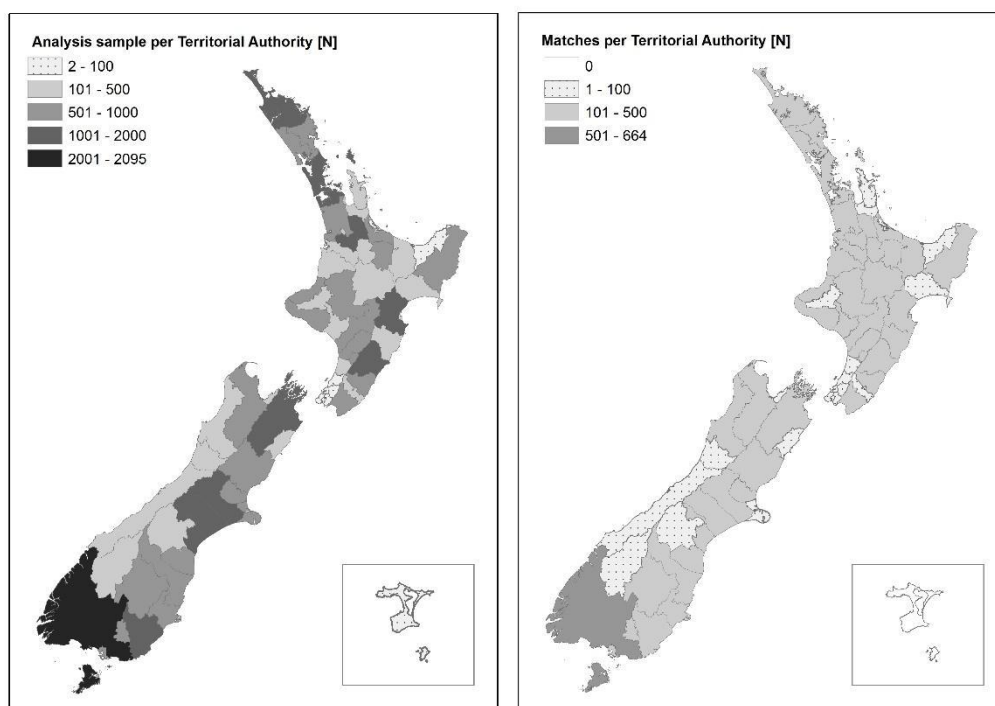 Analysis sample per Territorial Authority [N]
2 - 100
101 - 500
501 - 1000
1001 - 2000
2001 - 2095
Matches per Territorial Authority [N]
0
1 - 100
101 - 500
501 - 664